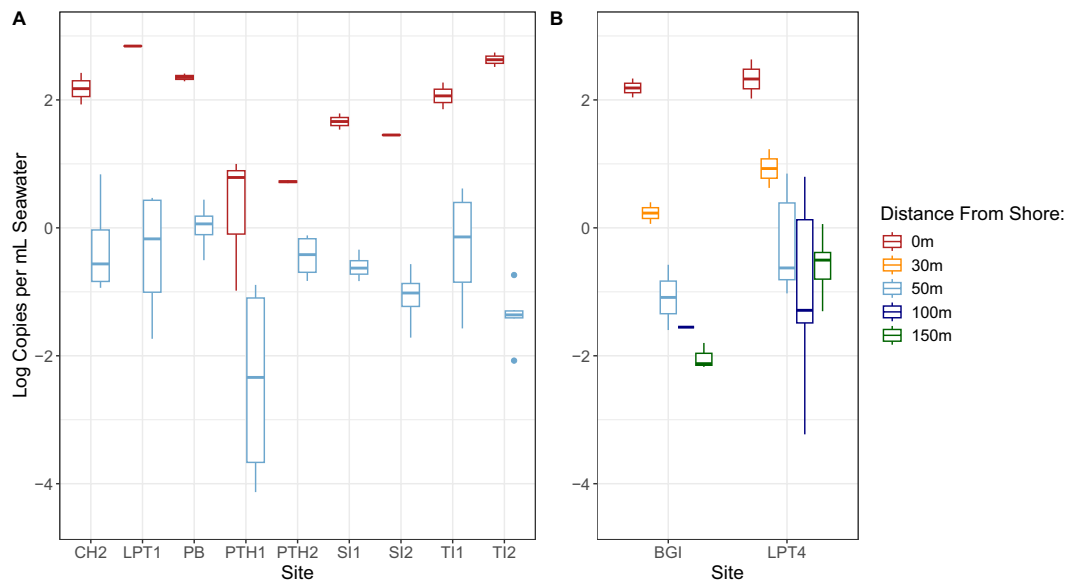 A
B
Log Copies per mL Seawater
2
0
−2
−4
CH2 LPT1 PB PTH1 PTH2 SI1 SI2 TI1 TI2
Site
2
0
−2
−4
BGI LPT4
Site
Distance From Shore:
0m
30m
50m
100m
150m